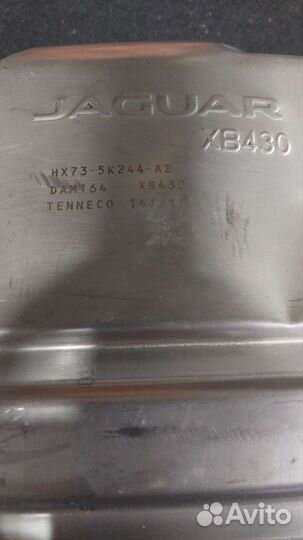 JAGUAR
XB430
HX73-5K244-AE
DAM164 XB430
TENNECO
Avito